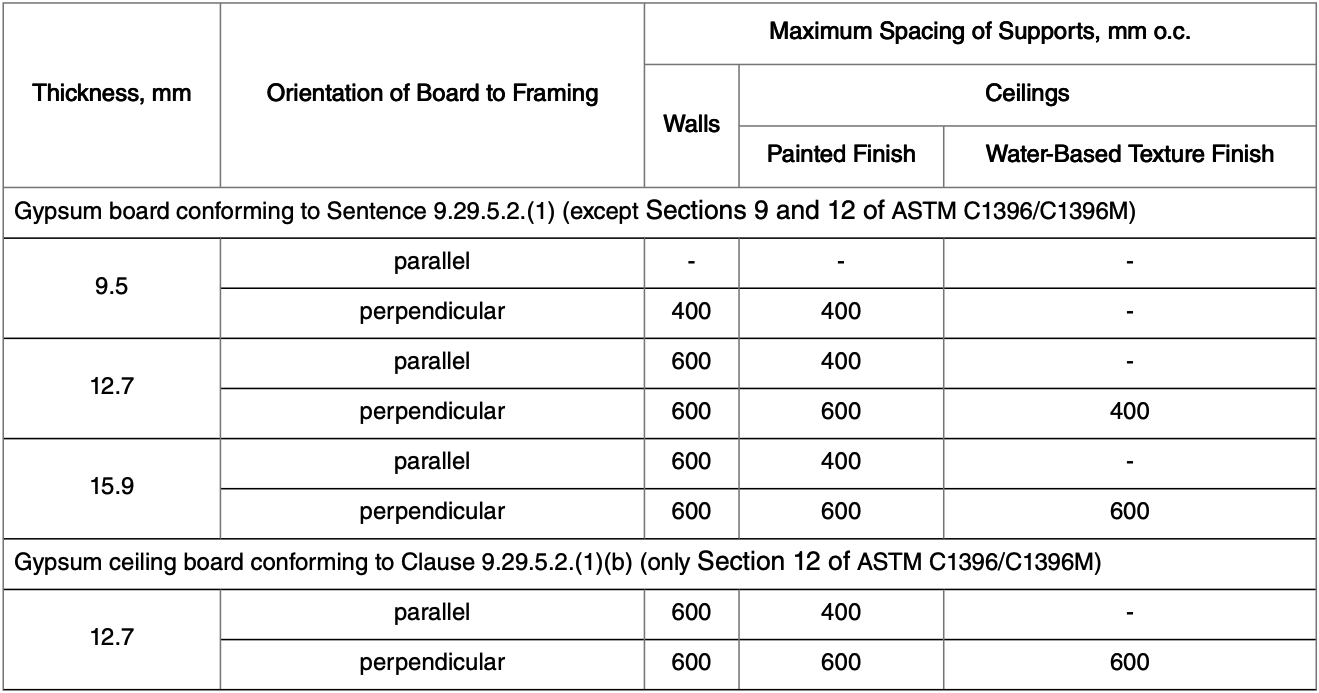 Maximum Spacing of Supports, mm o.c.
Thickness, mm Orientation of Board to Framing Walls Ceilings
Painted Finish Water-Based Texture Finish
Gypsum board conforming to Sentence 9.29.5.2.(1) (except Sections 9 and 12 of ASTM C1396/C1396M)
9.5 parallel - - -
perpendicular 400 400 -
12.7 parallel 600 400 -
perpendicular 600 600 400
15.9 parallel 600 400 -
perpendicular 600 600 600
Gypsum ceiling board conforming to Clause 9.29.5.2.(1)(b) (only Section 12 of ASTM C1396/C1396M)
12.7 parallel 600 400 -
perpendicular 600 600 600